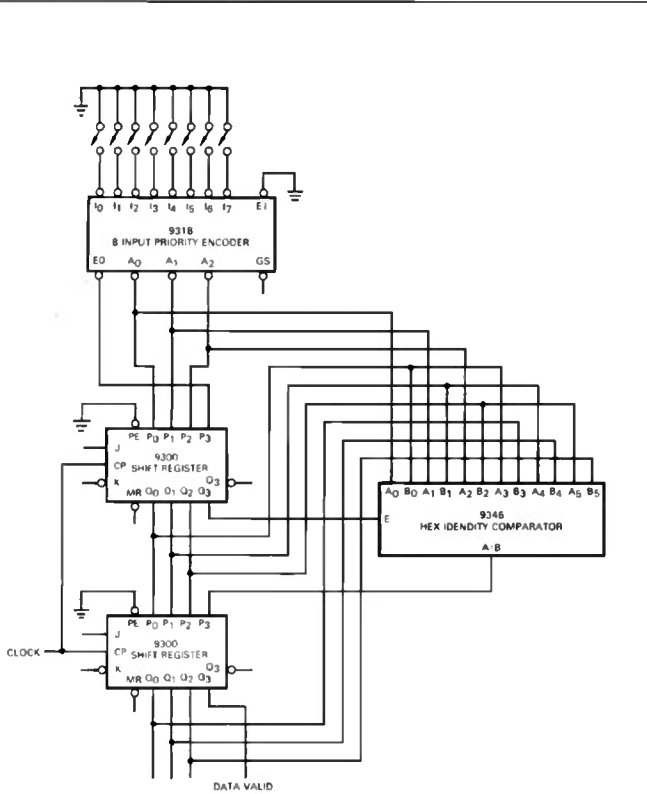 I0 I1 I2 I3 I4 I5 I6 I7 EI
9318
8 INPUT PRIORITY ENCODER
EO A0 A1 A2 GS
PE P0 P1 P2 P3
J
9300
CP SHIFT REGISTER
K Q3
MR Q0 Q1 Q2 Q3
A0 B0 A1 B1 A2 B2 A3 B3 A4 B4 A5 B5
E
9346
HEX IDENDITY COMPARATOR
A=B
PE P0 P1 P2 P3
J
9300
CLOCK CP SHIFT REGISTER
K Q3
MR Q0 Q1 Q2 Q3
DATA VALID